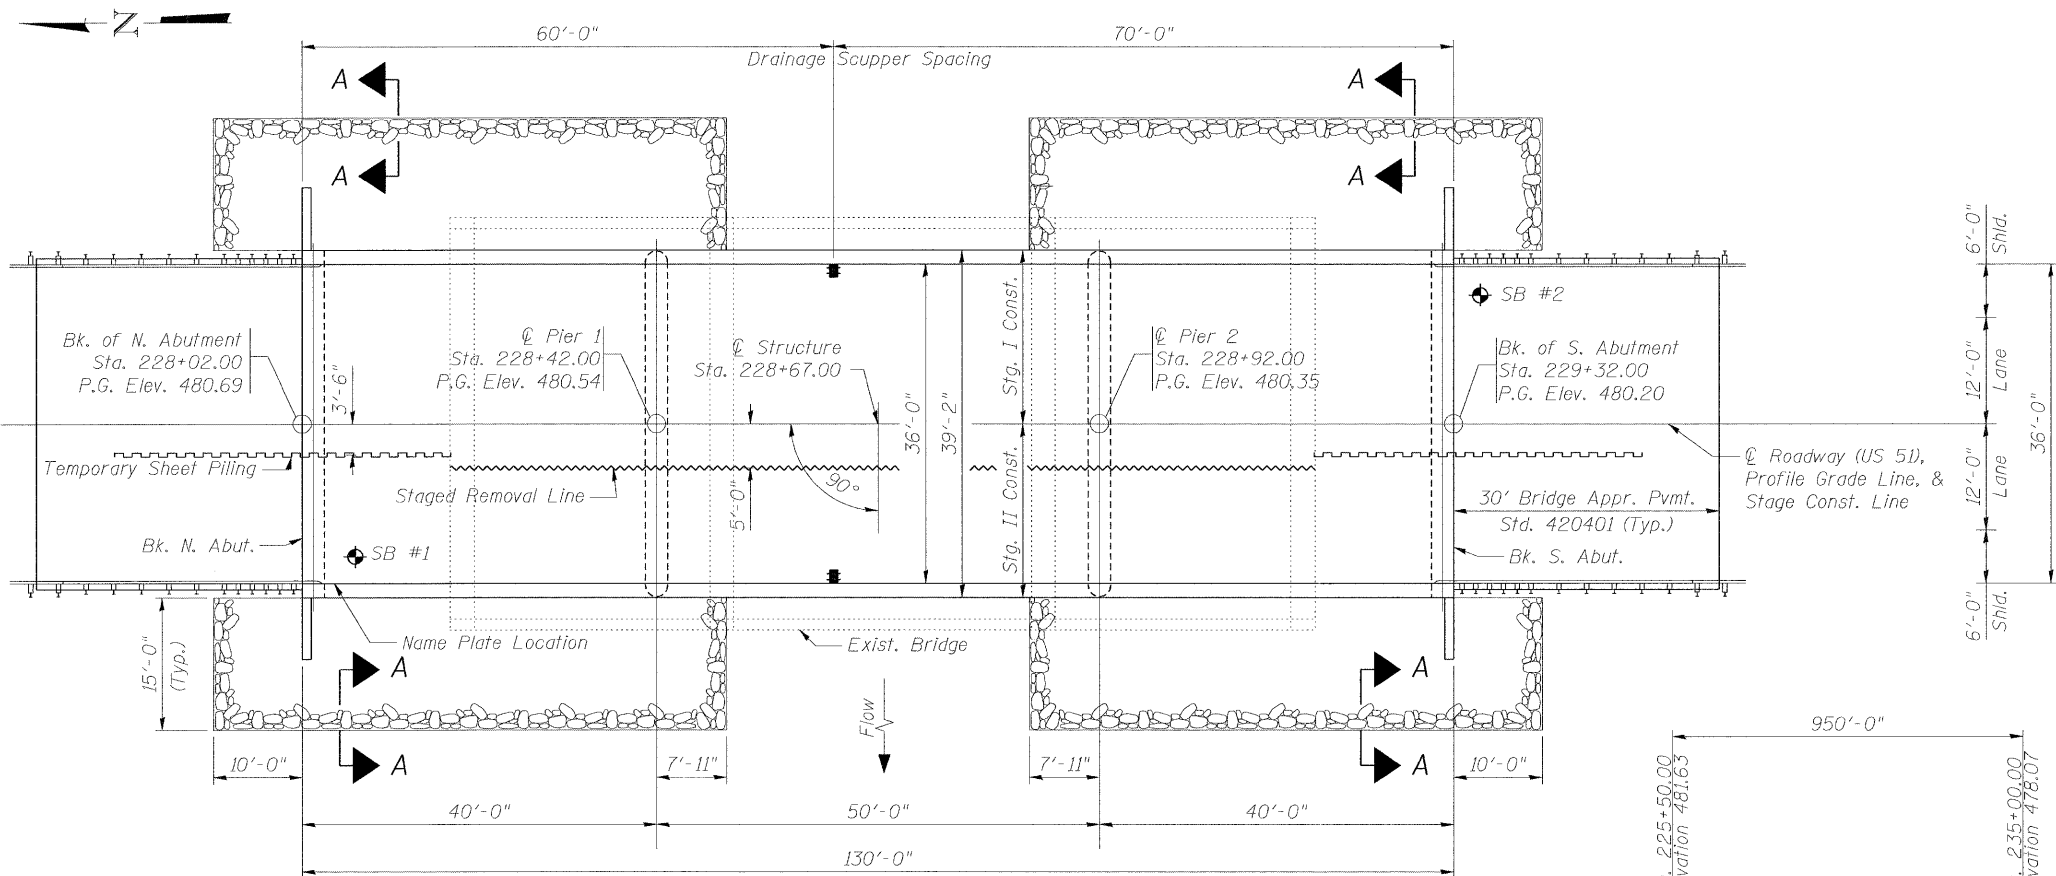 N
60'-0"
70'-0"
Drainage Scupper Spacing
A
A
A
A
6'-0"
Shld.
12'-0"
Lane
36'-0"
12'-0"
Lane
6'-0"
Shld.
Bk. of N. Abutment
Sta. 228+02.00
P.G. Elev. 480.69
3'-6"
℄ Pier 1
Sta. 228+42.00
P.G. Elev. 480.54
℄ Structure
Sta. 228+67.00
36'-0"
39'-2"
Stg. I Const.
Stg. II Const.
℄ Pier 2
Sta. 228+92.00
P.G. Elev. 480.35
SB #2
Bk. of S. Abutment
Sta. 229+32.00
P.G. Elev. 480.20
Temporary Sheet Piling
Staged Removal Line
5'-0"
90°
℄ Roadway (US 51),
Profile Grade Line, &
Stage Const. Line
30' Bridge Appr. Pvmt.
Std. 420401 (Typ.)
Bk. N. Abut.
SB #1
Bk. S. Abut.
15'-0"
(Typ.)
Name Plate Location
Exist. Bridge
A
A
Flow
A
A
10'-0"
7'-11"
7'-11"
10'-0"
40'-0"
50'-0"
40'-0"
130'-0"
950'-0"
. 225+50.00
vation 481.63
. 235+00.00
vation 478.07